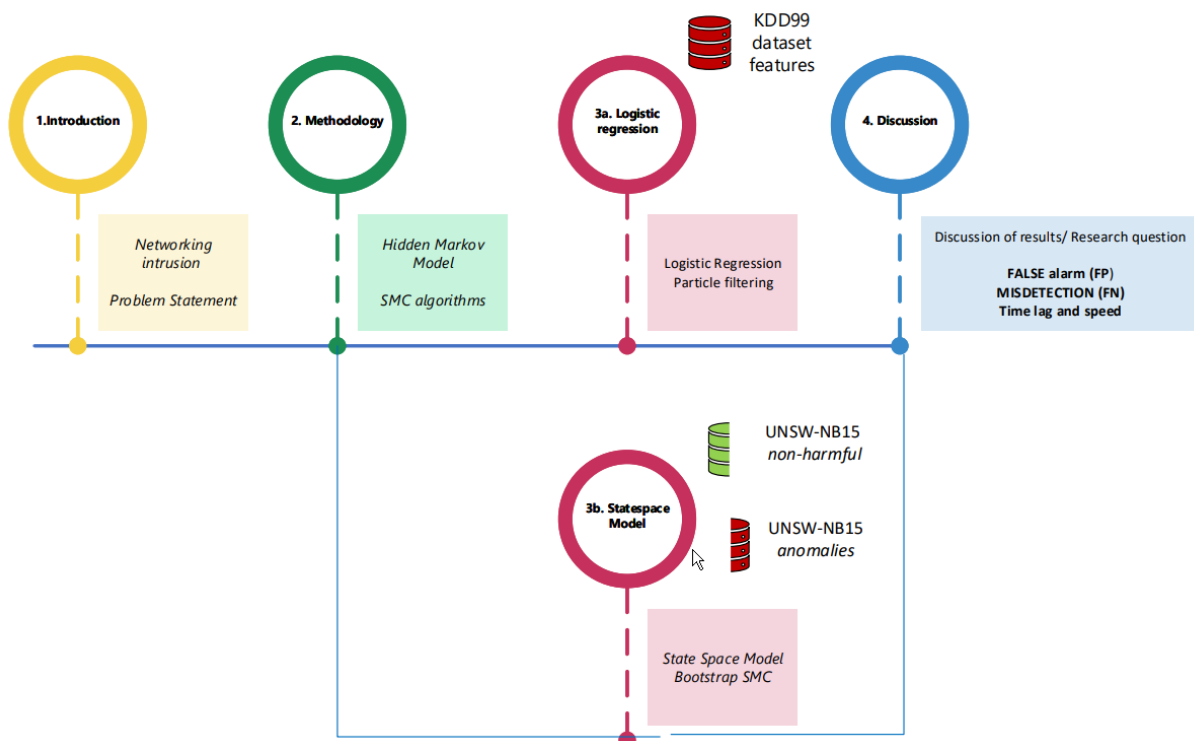 KDD99
dataset
features
1.Introduction
2. Methodology
3a. Logistic
regression
4. Discussion
Networking
intrusion
Problem Statement
Hidden Markov
Model
SMC algorithms
Logistic Regression
Particle filtering
Discussion of results/ Research question
FALSE alarm (FP)
MISDETECTION (FN)
Time lag and speed
UNSW-NB15
non-harmful
3b. Statespace
Model
UNSW-NB15
anomalies
State Space Model
Bootstrap SMC